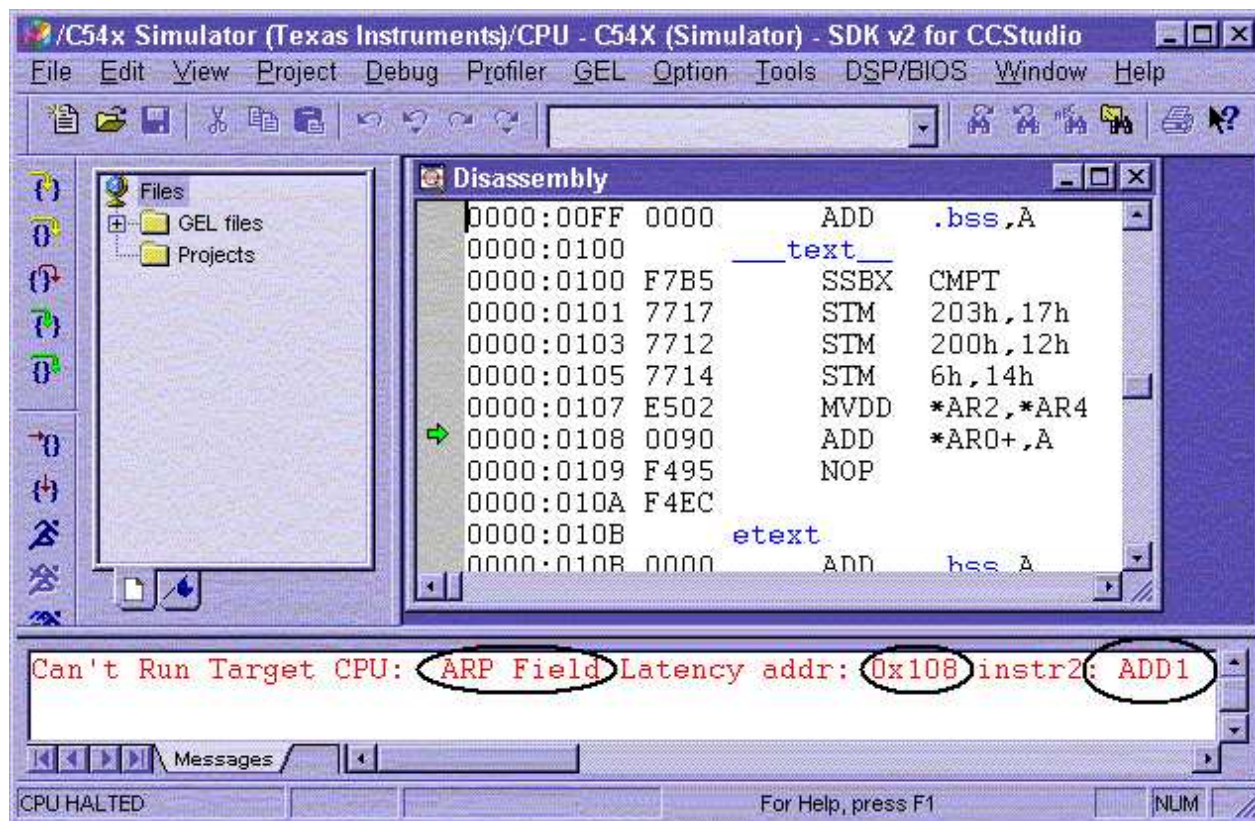 /C54x Simulator (Texas Instruments)/CPU - C54X (Simulator) - SDK v2 for CCStudio
File Edit View Project Debug Profiler GEL Option Tools DSP/BIOS Window Help
Files
GEL files
Projects
Disassembly
0000:00FF 0000 ADD .bss,A
0000:0100 ___text__
0000:0100 F7B5 SSBX CMPT
0000:0101 7717 STM 203h,17h
0000:0103 7712 STM 200h,12h
0000:0105 7714 STM 6h,14h
0000:0107 E502 MVDD *AR2,*AR4
0000:0108 0090 ADD *AR0+,A
0000:0109 F495 NOP
0000:010A F4EC
0000:010B etext
0000:010B 0000 ADD .bss,A
Can't Run Target CPU: ARP Field Latency addr: 0x108 instr2: ADD1
Messages
CPU HALTED For Help, press F1 NUM